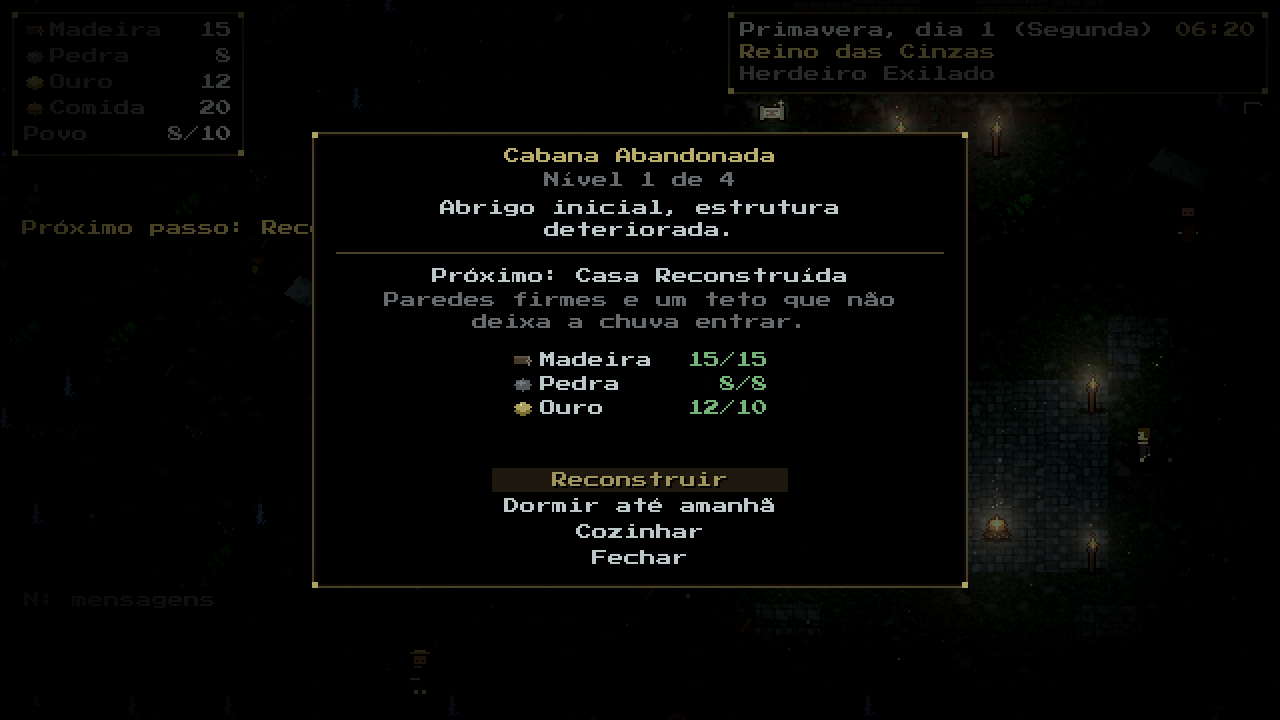 Madeira 15
Pedra 8
Ouro 12
Comida 20
Povo 8/10
Primavera, dia 1 (Segunda) 06:20
Reino das Cinzas
Herdeiro Exilado
Próximo passo: Reco
Cabana Abandonada
Nível 1 de 4
Abrigo inicial, estrutura
deteriorada.
Próximo: Casa Reconstruída
Paredes firmes e um teto que não
deixa a chuva entrar.
Madeira 15/15
Pedra 8/8
Ouro 12/10
Reconstruir
Dormir até amanhã
Cozinhar
Fechar
N: mensagens